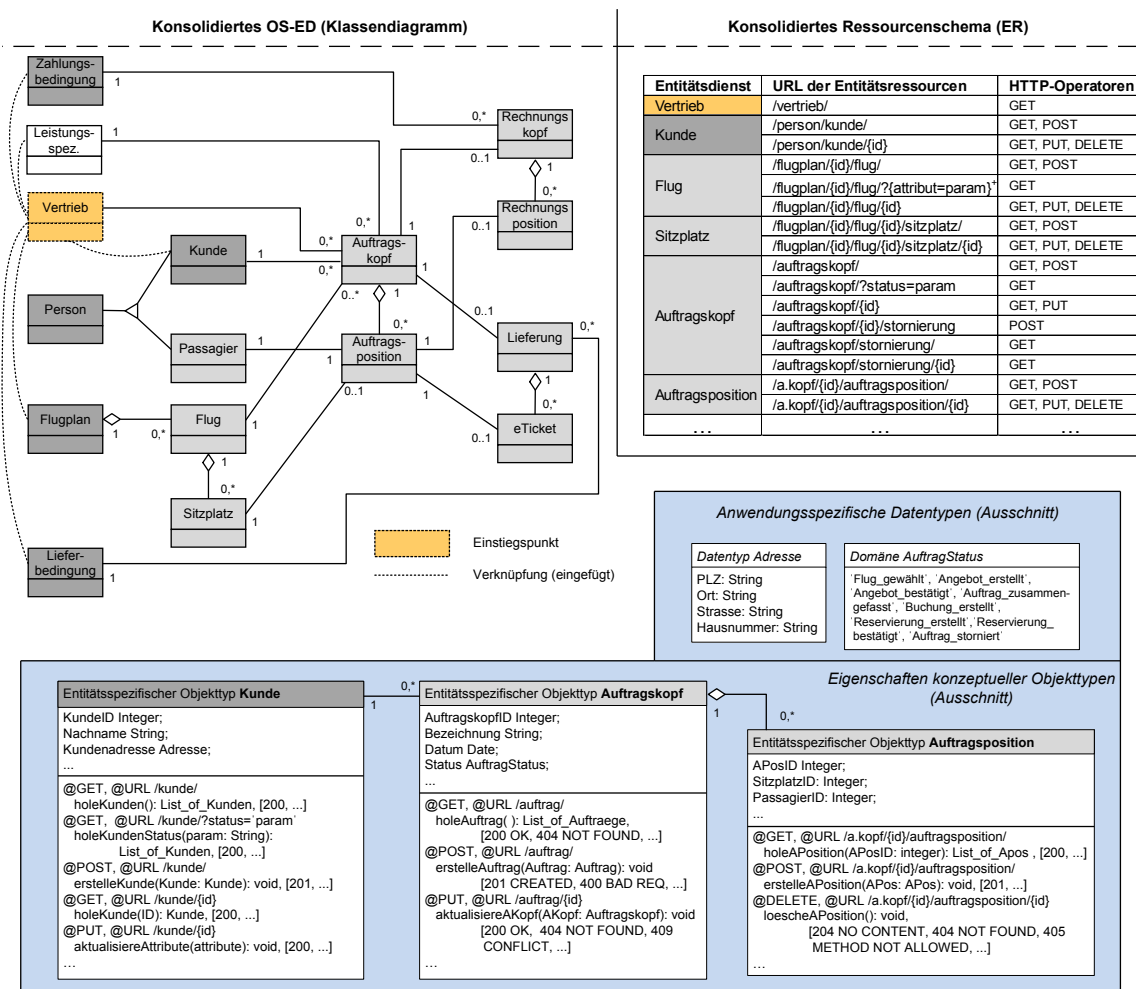 Konsolidiertes OS-ED (Klassendiagramm)
Zahlungs-
bedingung
1
Leistungs-
spez.
1
Vertrieb
1
Kunde
1
Person
Passagier
1
Flugplan
1
0,*
Flug
1
1
0,*
Sitzplatz
1
Liefer-
bedingung
1
0,*
0,*
0,*
1
Auftrags-
kopf
1
0..*
1
0,*
Auftrags-
position
1
1
0..1
1
0,*
Rechnungs
kopf
0..1
1
0,*
Rechnungs
position
0..1
0..1
Lieferung
0,*
1
0,*
eTicket
0..1
Einstiegspunkt
Verknüpfung (eingefügt)
Konsolidiertes Ressourcenschema (ER)
Entitätsdienst URL der Entitätsressourcen HTTP-Operatoren
Vertrieb /vertrieb/ GET
Kunde /person/kunde/ GET, POST
/person/kunde/{id} GET, PUT, DELETE
Flug /flugplan/{id}/flug/ GET, POST
/flugplan/{id}/flug/?{attribut=param}+ GET
/flugplan/{id}/flug/{id} GET, PUT, DELETE
Sitzplatz /flugplan/{id}/flug/{id}/sitzplatz/ GET, POST
/flugplan/{id}/flug/{id}/sitzplatz/{id} GET, PUT, DELETE
Auftragskopf /auftragskopf/ GET, POST
/auftragskopf/?status=param GET
/auftragskopf/{id} GET, PUT
/auftragskopf/{id}/stornierung POST
/auftragskopf/stornierung/ GET
/auftragskopf/stornierung/{id} GET
Auftragsposition /a.kopf/{id}/auftragsposition/ GET, POST
/a.kopf/{id}/auftragsposition/{id} GET, PUT, DELETE
... ... ...
Anwendungsspezifische Datentypen (Ausschnitt)
Datentyp Adresse
PLZ: String
Ort: String
Strasse: String
Hausnummer: String
Domäne AuftragStatus
'Flug_gewählt', 'Angebot_erstellt',
'Angebot_bestätigt', 'Auftrag_zusammen-
gefasst', 'Buchung_erstellt',
'Reservierung_erstellt','Reservierung_
bestätigt', 'Auftrag_storniert'
Eigenschaften konzeptueller Objekttypen
(Ausschnitt)
Entitätsspezifischer Objekttyp Kunde
KundeID Integer;
Nachname String;
Kundenadresse Adresse;
...
@GET, @URL /kunde/
holeKunden(): List_of_Kunden, [200, ...]
@GET, @URL /kunde/?status='param'
holeKundenStatus(param: String):
List_of_Kunden, [200, ...]
@POST, @URL /kunde/
erstelleKunde(Kunde: Kunde): void, [201, ...]
@GET, @URL /kunde/{id}
holeKunde(ID): Kunde, [200, ...]
@PUT, @URL /kunde/{id}
aktualisiereAttribute(attribute): void, [200, ...]
...
1
0,*
Entitätsspezifischer Objekttyp Auftragskopf
AuftragskopfID Integer;
Bezeichnung String;
Datum Date;
Status AuftragStatus;
...
@GET, @URL /auftrag/
holeAuftrag( ): List_of_Auftraege,
[200 OK, 404 NOT FOUND, ...]
@POST, @URL /auftrag/
erstelleAuftrag(Auftrag: Auftrag): void
[201 CREATED, 400 BAD REQ, ...]
@PUT, @URL /auftrag/{id}
aktualisiereAKopf(AKopf: Auftragskopf): void
[200 OK, 404 NOT FOUND, 409
CONFLICT, ...]
...
1
0,*
Entitätsspezifischer Objekttyp Auftragsposition
APosID Integer;
SitzplatzID: Integer;
PassagierID: Integer;
...
@GET, @URL /a.kopf/{id}/auftragsposition/
holeAPosition(APosID: integer): List_of_Apos , [200, ...]
@POST, @URL /a.kopf/{id}/auftragsposition/
erstelleAPosition(APos: APos): void, [201, ...]
@DELETE, @URL /a.kopf/{id}/auftragsposition/{id}
loescheAPosition(): void,
[204 NO CONTENT, 404 NOT FOUND, 405
METHOD NOT ALLOWED, ...]
...